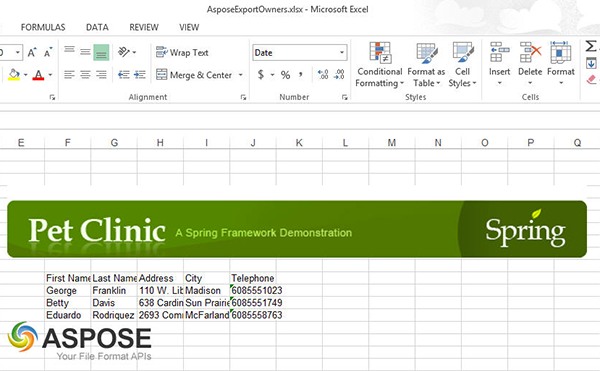 AsposeExportOwners.xlsx - Microsoft Excel
FORMULAS DATA REVIEW VIEW
Wrap Text
Merge & Center
Date
$ % ,
Conditional Formatting
Format as Table
Cell Styles
Insert Delete Format
Alignment Number Styles Cells
E F G H I J K L M N O P Q
Pet Clinic A Spring Framework Demonstration Spring
First Name Last Name Address City Telephone
George Franklin 110 W. Lib Madison 6085551023
Betty Davis 638 Cardin Sun Prairie 6085551749
Eduardo Rodriquez 2693 Com McFarland 6085558763
ASPOSE
Your File Format APIs